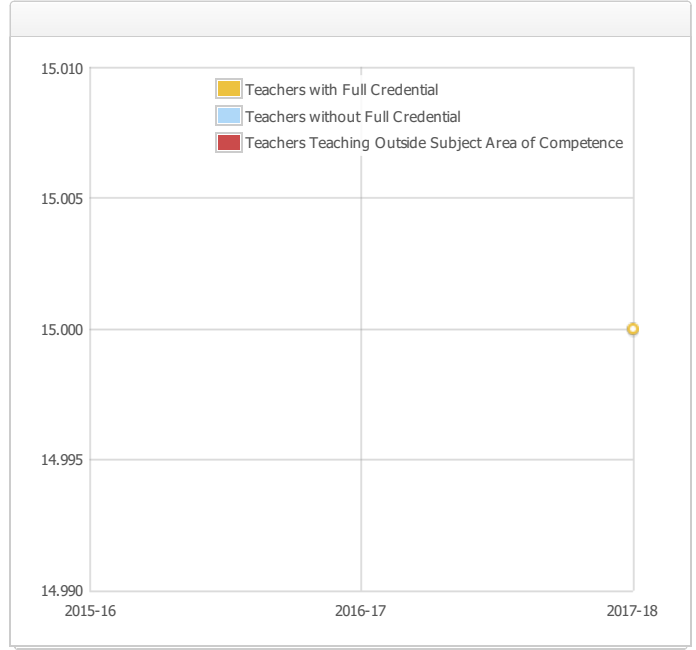 15.010
Teachers with Full Credential
Teachers without Full Credential
Teachers Teaching Outside Subject Area of Competence
15.005
15.000
14.995
14.990
2015-16 2016-17 2017-18